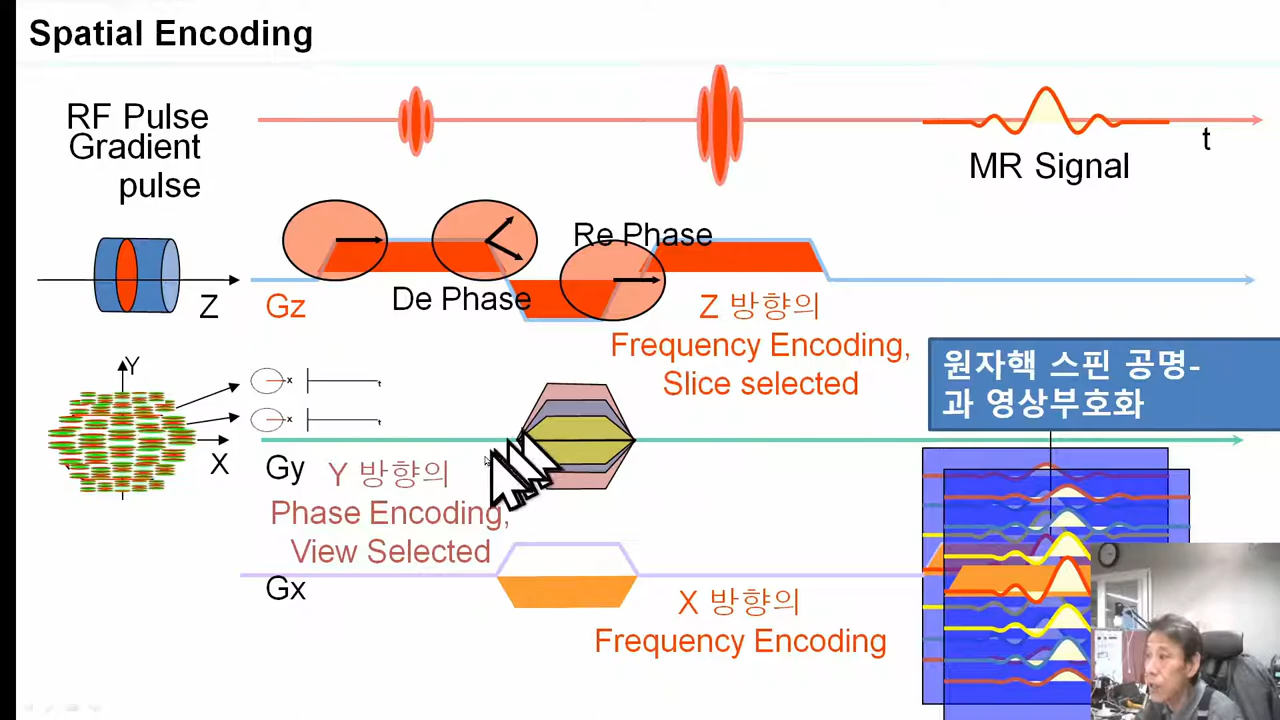 Spatial Encoding
RF Pulse
Gradient
pulse
t
MR Signal
Re Phase
De Phase
Z
Gz
Z 방향의
Frequency Encoding,
Slice selected
원자핵 스핀 공명-
과 영상부호화
Y
x
t
x
t
X
Gy
Y 방향의
Phase Encoding,
View Selected
Gx
X 방향의
Frequency Encoding